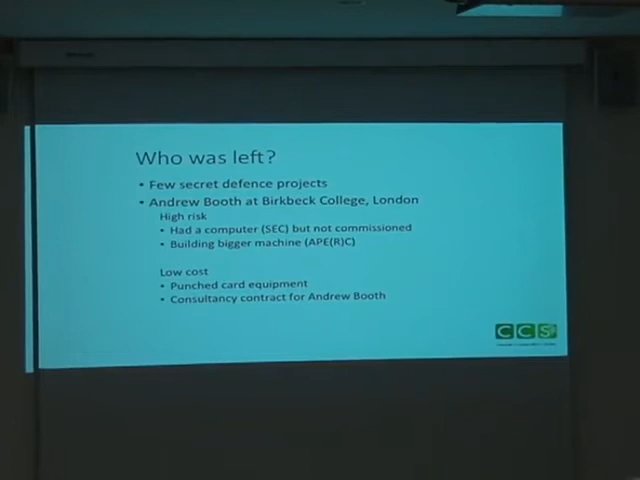 Who was left?
• Few secret defence projects
• Andrew Booth at Birkbeck College, London
High risk
• Had a computer (SEC) but not commissioned
• Building bigger machine (APE(R)C)
Low cost
• Punched card equipment
• Consultancy contract for Andrew Booth
CCS